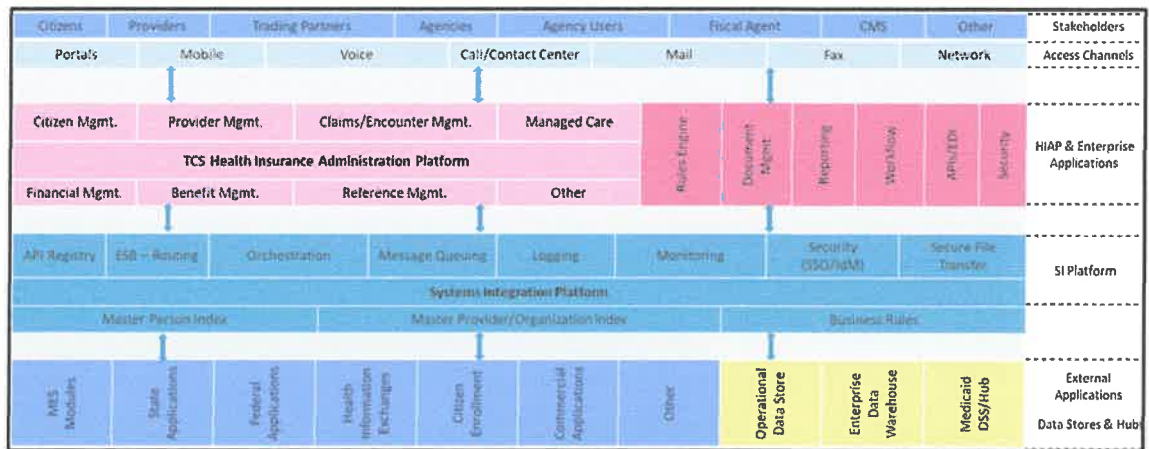 Citizens Providers Trading Partners Agencies Agency Users Fiscal Agent CMS Other Stakeholders
Portals Mobile Voice Call/Contact Center Mail Fax Network Access Channels
Citizen Mgmt. Provider Mgmt. Claims/Encounter Mgmt. Managed Care
TCS Health Insurance Administration Platform
Financial Mgmt. Benefit Mgmt. Reference Mgmt. Other
Rules Engine
Document
Mgmt
Reporting
Workflow
APIs/EDI
Security
HIAP & Enterprise
Applications
API Registry ESB – Routing Orchestration Message Queuing Logging Monitoring
Security
(SSO/IdM)
Secure File
Transfer
Systems Integration Platform
SI Platform
Master Person Index Master Provider/Organization Index Business Rules
MES
Modules
State
Applications
Federal
Applications
Health
Information
Exchanges
Citizen
Enrollment
Commercial
Applications
Other
Operational
Data Store
Enterprise
Data
Warehouse
Medicaid
DSS/Hub
External
Applications
Data Stores & Hub